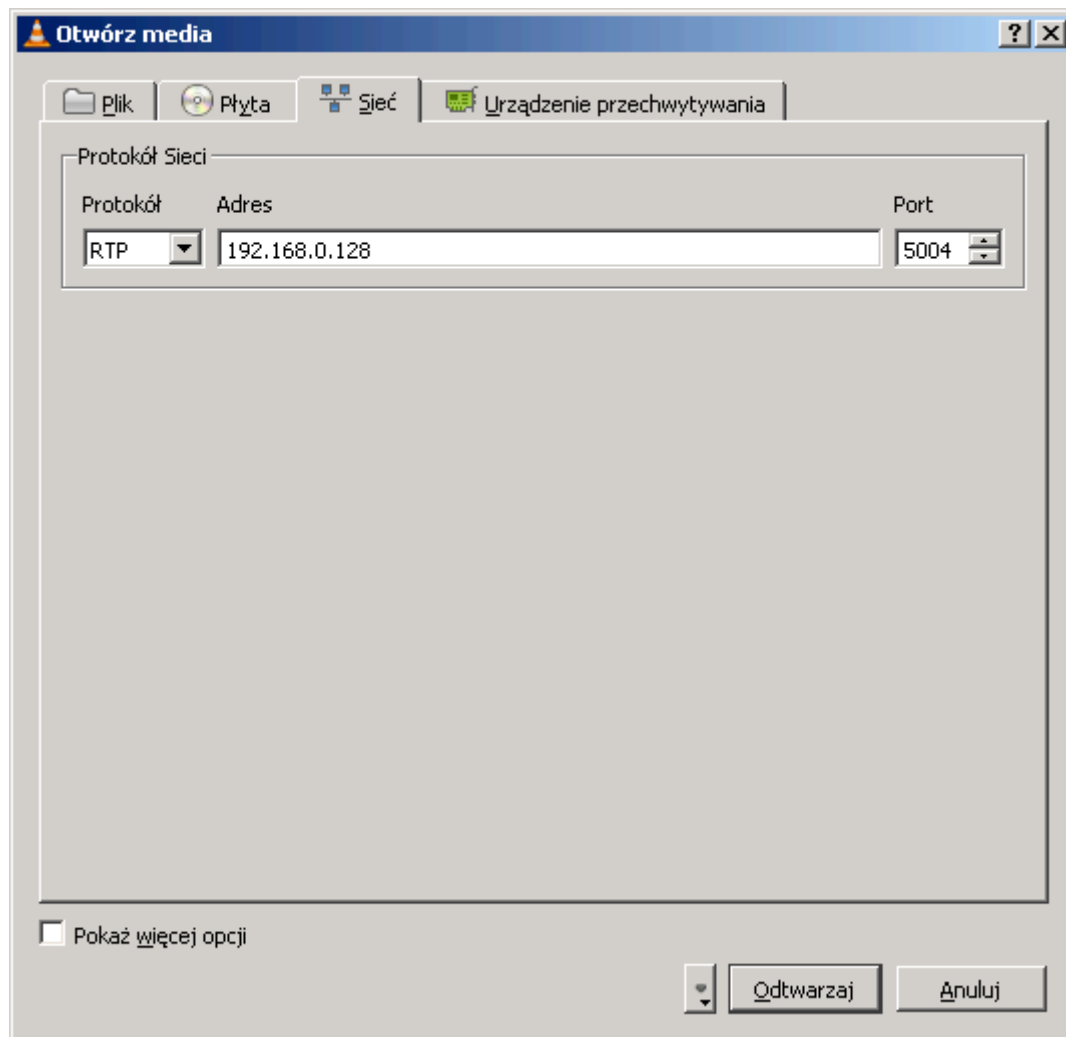 Otwórz media
Plik Płyta Sieć Urządzenie przechwytywania
Protokół Sieci
Protokół Adres Port
RTP 192.168.0.128 5004
Pokaż więcej opcji
Odtwarzaj Anuluj